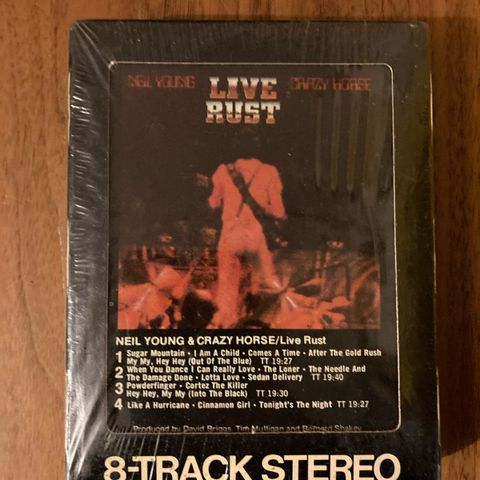 NEIL YOUNG LIVE CRAZY HORSE
RUST
NEIL YOUNG & CRAZY HORSE/Live Rust
1 Sugar Mountain • I Am A Child • Comes A Time • After The Gold Rush
My My, Hey Hey (Out Of The Blue) TT 19:27
2 When You Dance I Can Really Love • The Loner • The Needle And
The Damage Done • Lotta Love • Sedan Delivery TT 19:40
3 Powderfinger • Cortez The Killer
Hey Hey, My My (Into The Black) TT 19:30
4 Like A Hurricane • Cinnamon Girl • Tonight's The Night TT 19:27
Produced by David Briggs, Tim Mulligan and Bernard Shakey
8-TRACK STEREO